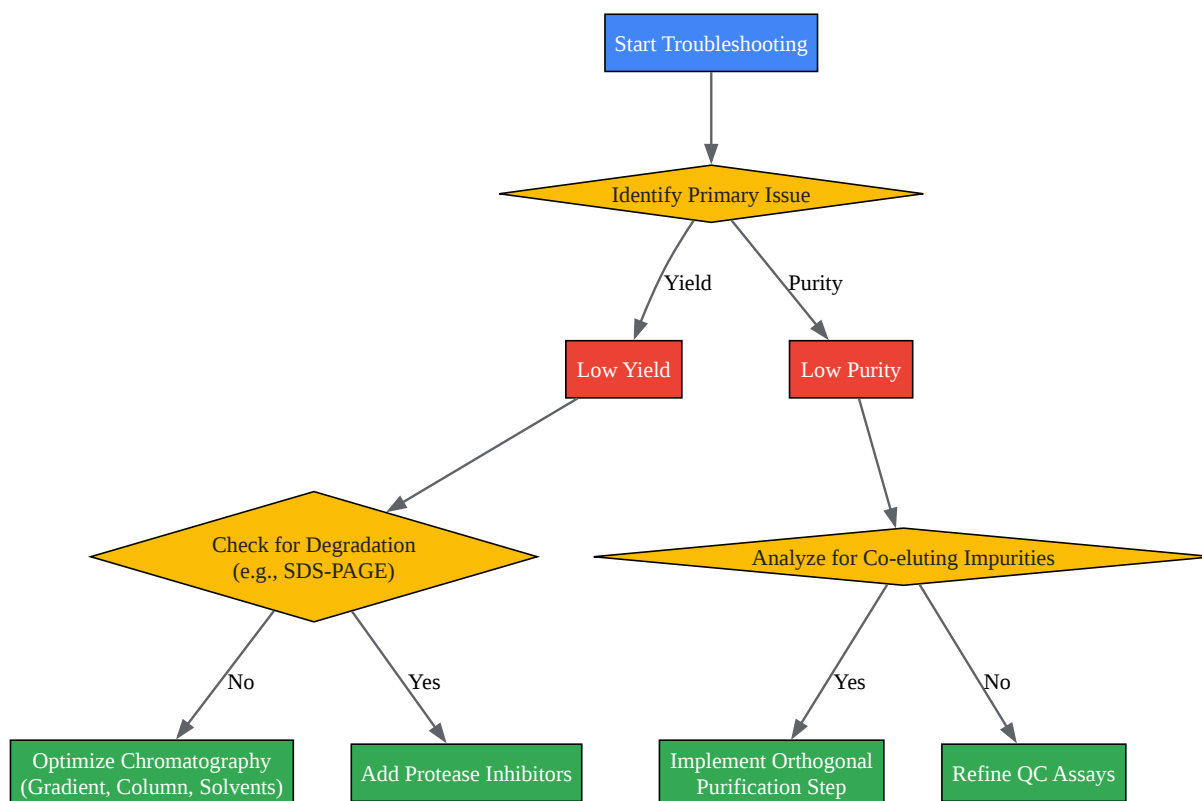 Start Troubleshooting
Identify Primary Issue
Yield
Purity
Low Yield
Low Purity
Check for Degradation
(e.g., SDS-PAGE)
Analyze for Co-eluting Impurities
No
Yes
Yes
No
Optimize Chromatography
(Gradient, Column, Solvents)
Add Protease Inhibitors
Implement Orthogonal
Purification Step
Refine QC Assays